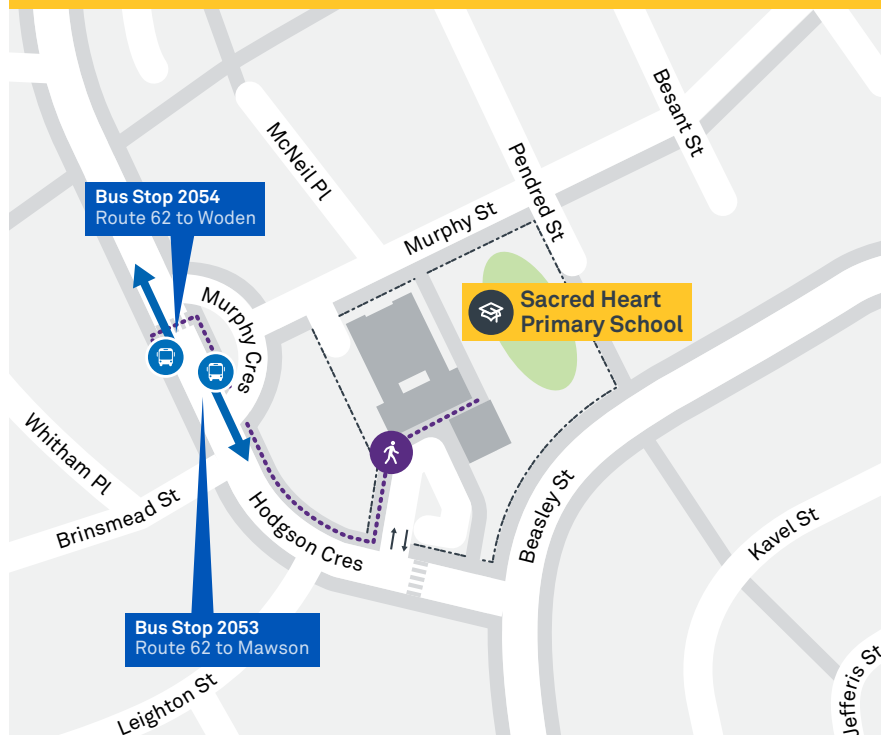 Besant St
McNeil Pl
Pendred St
Bus Stop 2054
Route 62 to Woden
Murphy St
Murphy Cres
Sacred Heart
Primary School
Whitham Pl
Brinsmead St
Hodgson Cres
Beasley St
Kavel St
Bus Stop 2053
Route 62 to Mawson
Leighton St
Jefferis St